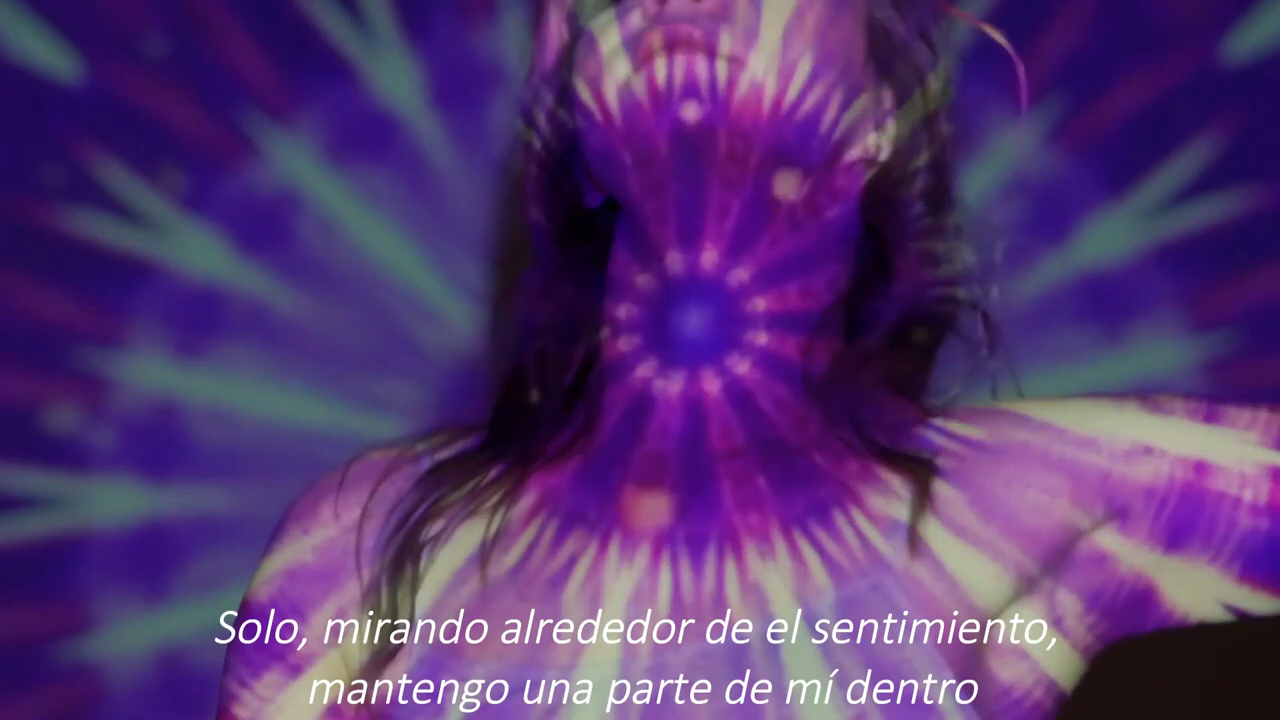 Solo, mirando alrededor de el sentimiento,
mantengo una parte de mí dentro